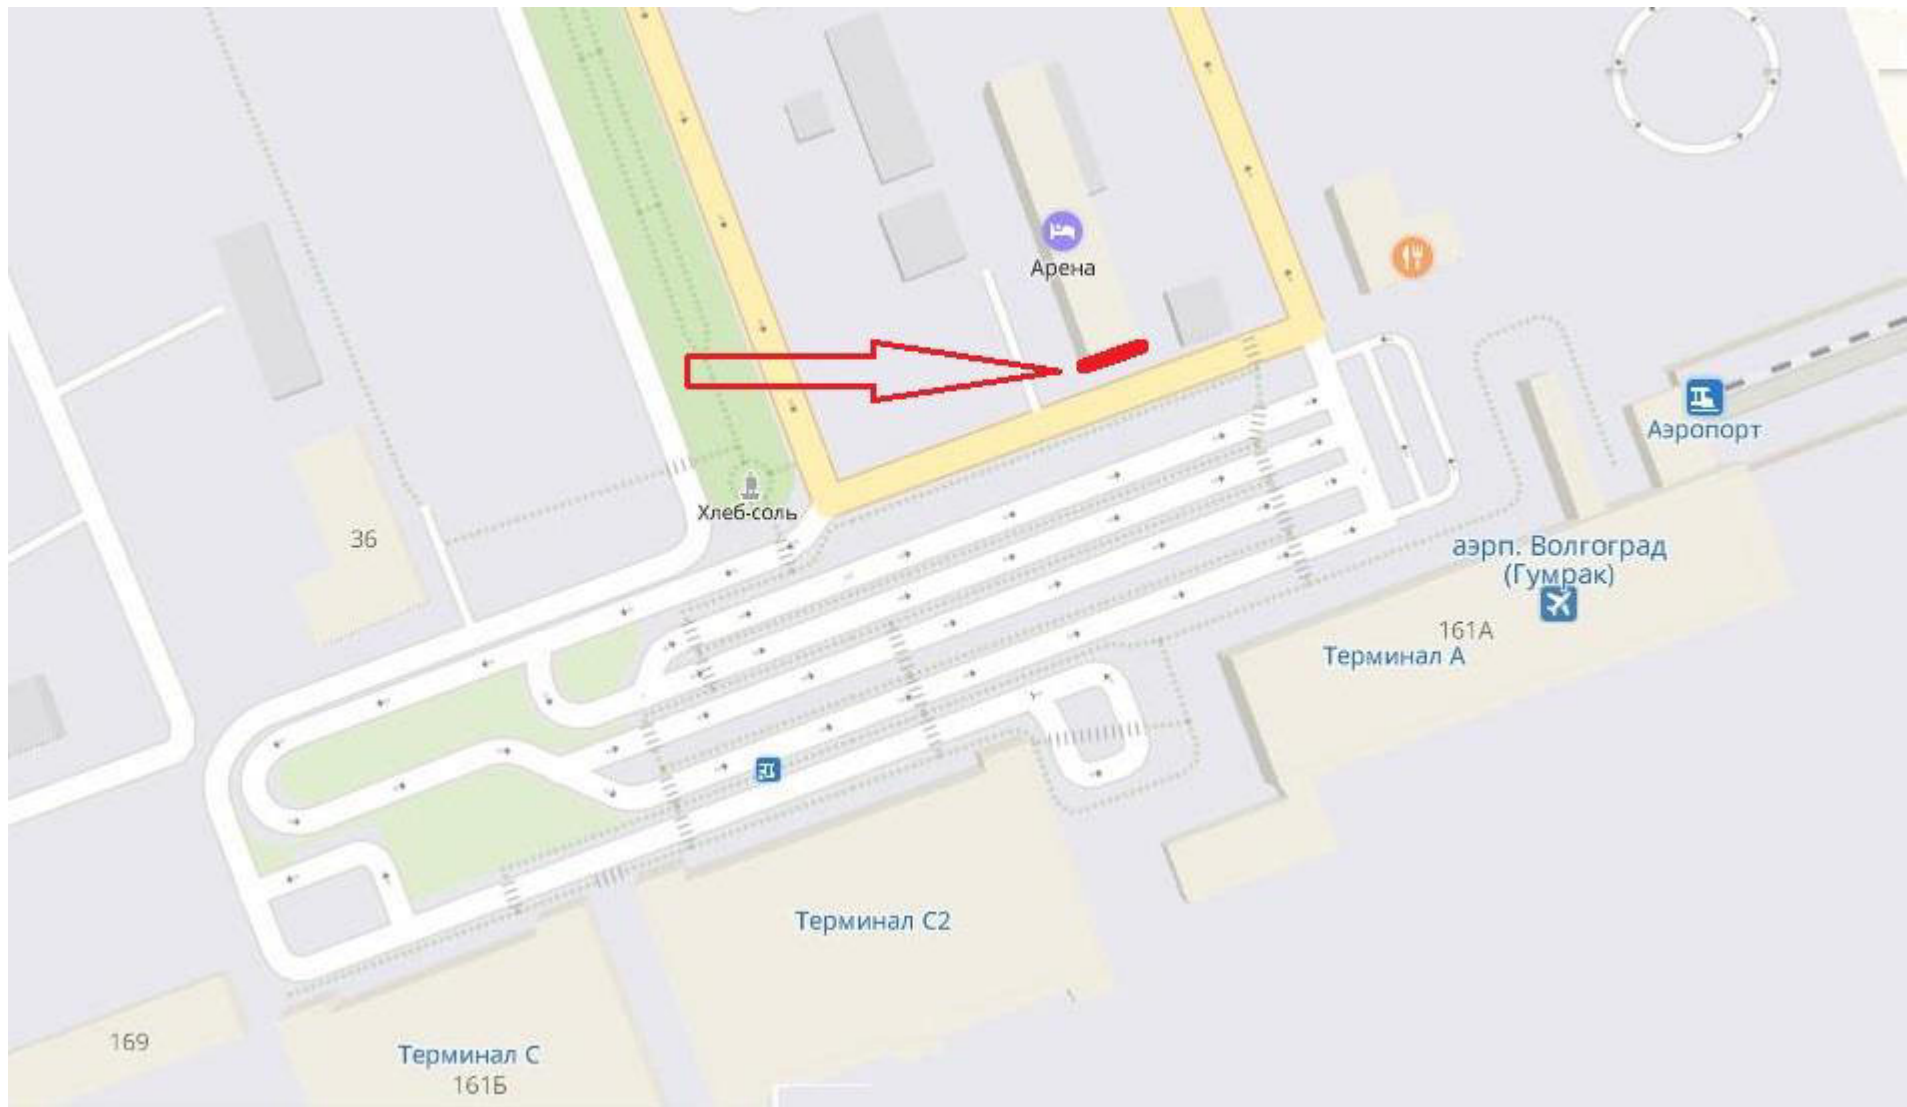 Арена
Аэропорт
Хлеб-соль
36
аэрп. Волгоград
(Гумрак)
161А
Терминал А
Терминал С2
169
Терминал С
161Б